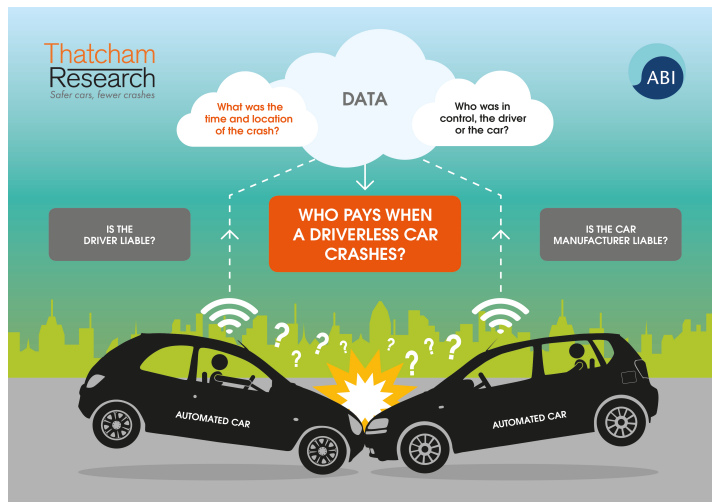 Thatcham
Research
Safer cars, fewer crashes
ABI
DATA
What was the
time and location
of the crash?
Who was in
control, the driver
or the car?
IS THE
DRIVER LIABLE?
WHO PAYS WHEN
A DRIVERLESS CAR
CRASHES?
IS THE CAR
MANUFACTURER LIABLE?
? ? ? ? ? ? ? ?
AUTOMATED CAR
AUTOMATED CAR